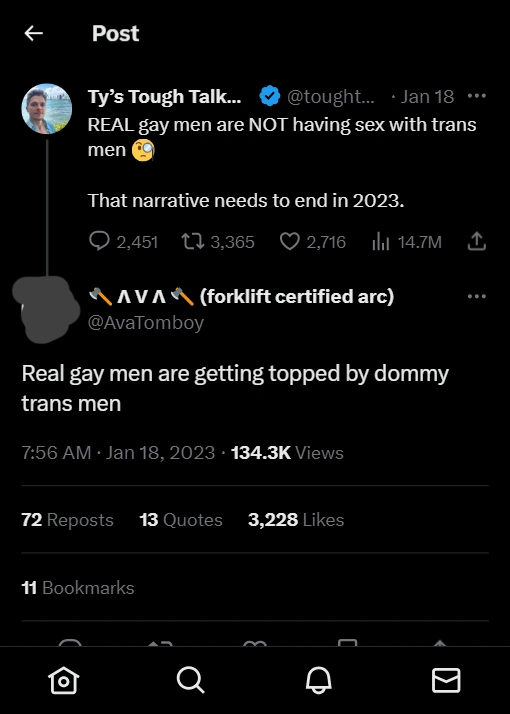 Post
Ty's Tough Talk... @tought... · Jan 18
REAL gay men are NOT having sex with trans
men
That narrative needs to end in 2023.
2,451 3,365 2,716 14.7M
ΛVΛ (forklift certified arc)
@AvaTomboy
Real gay men are getting topped by dommy
trans men
7:56 AM · Jan 18, 2023 · 134.3K Views
72 Reposts 13 Quotes 3,228 Likes
11 Bookmarks